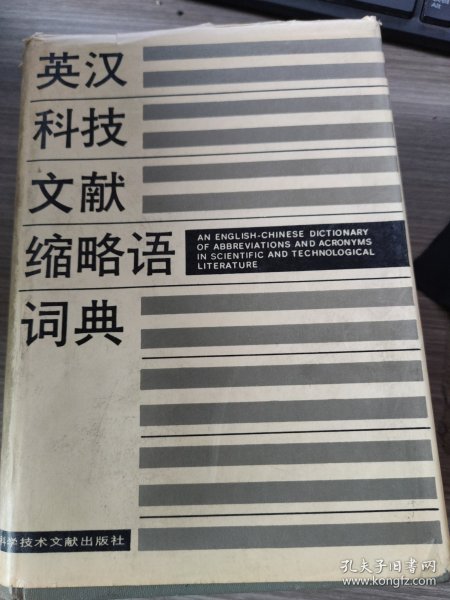 英汉
科技
文献
缩略语
AN ENGLISH-CHINESE DICTIONARY
OF ABBREVIATIONS AND ACRONYMS
IN SCIENTIFIC AND TECHNOLOGICAL
LITERATURE
词典
科学技术文献出版社
孔夫子旧书网
www.kongfz.com